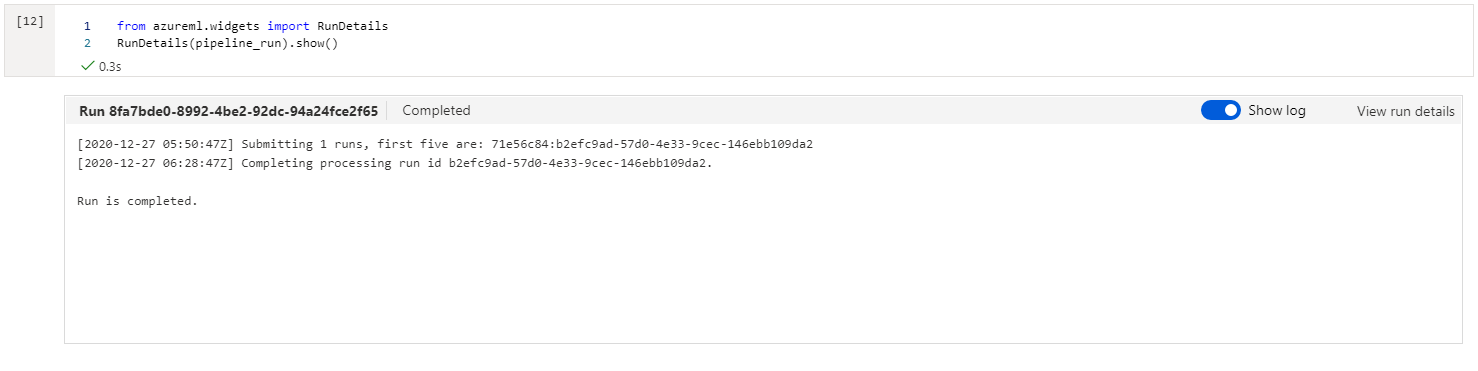 [12]
1 from azureml.widgets import RunDetails
2 RunDetails(pipeline_run).show()
0.3s
Run 8fa7bde0-8992-4be2-92dc-94a24fce2f65 Completed Show log View run details
[2020-12-27 05:50:47Z] Submitting 1 runs, first five are: 71e56c84:b2efc9ad-57d0-4e33-9cec-146ebb109da2
[2020-12-27 06:28:47Z] Completing processing run id b2efc9ad-57d0-4e33-9cec-146ebb109da2.
Run is completed.